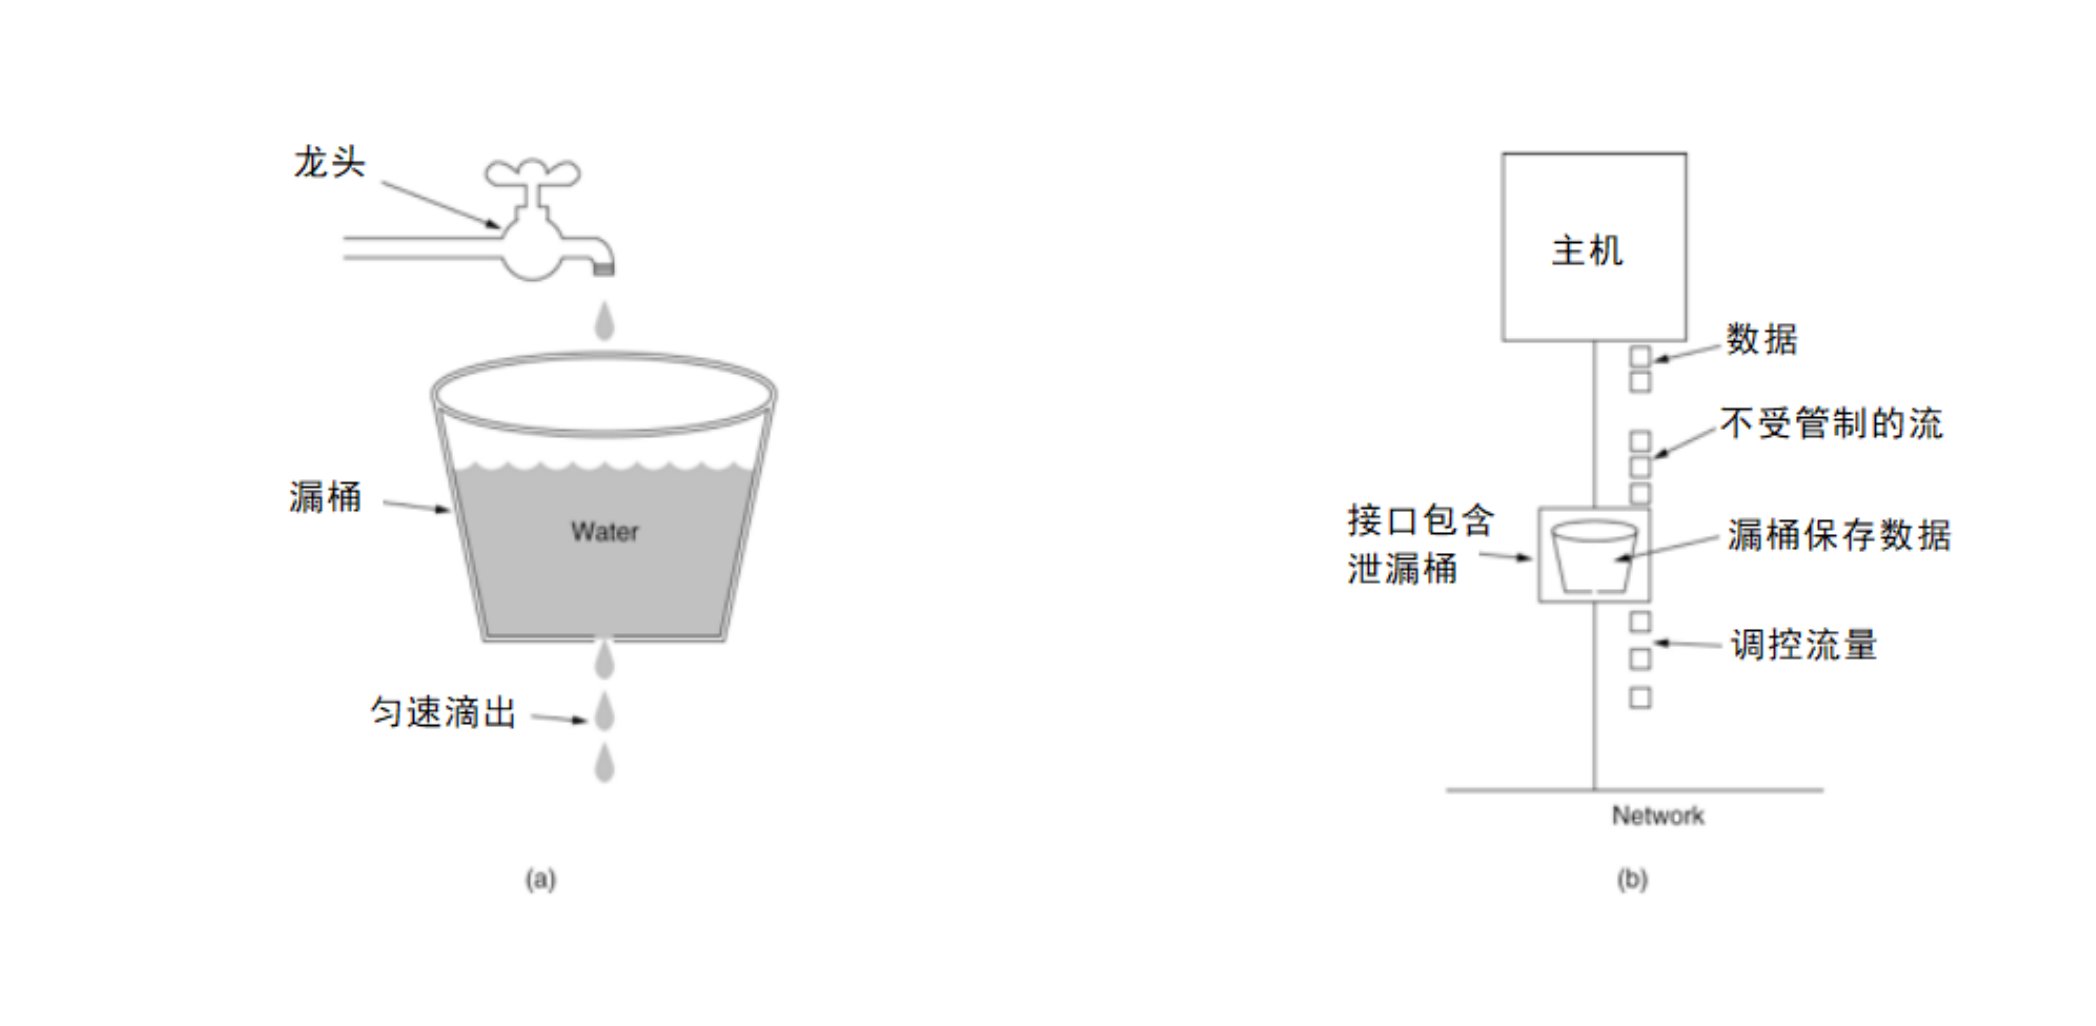 龙头
漏桶
Water
匀速滴出
(a)
主机
数据
不受管制的流
接口包含
泄漏桶
漏桶保存数据
调控流量
Network
(b)